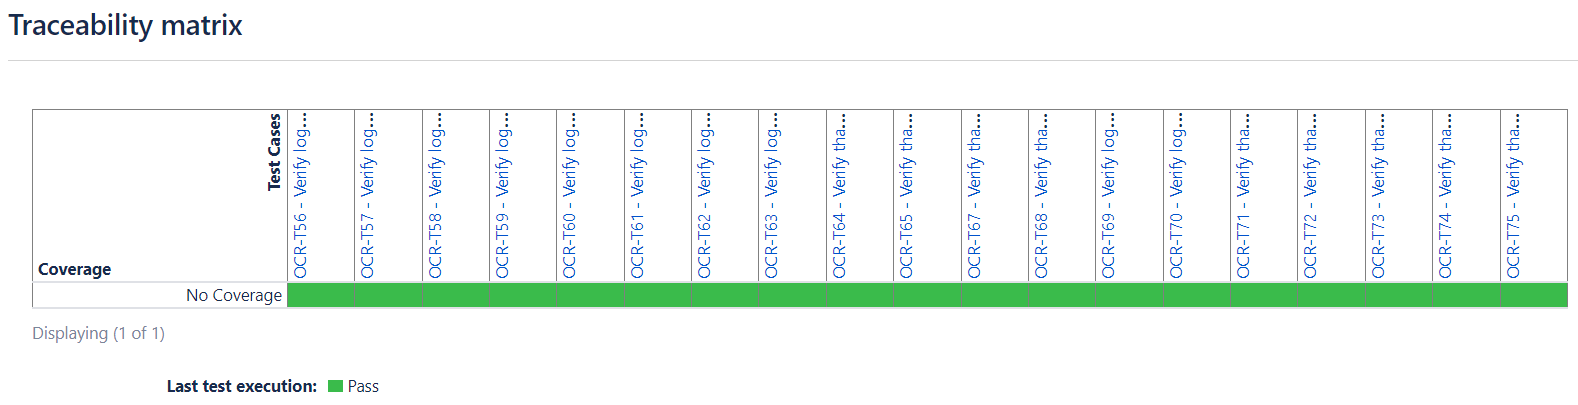 Traceability matrix
Test Cases
OCR-T56 - Verify log...
OCR-T57 - Verify log...
OCR-T58 - Verify log...
OCR-T59 - Verify log...
OCR-T60 - Verify log...
OCR-T61 - Verify log...
OCR-T62 - Verify log...
OCR-T63 - Verify log...
OCR-T64 - Verify tha...
OCR-T65 - Verify tha...
OCR-T67 - Verify tha...
OCR-T68 - Verify tha...
OCR-T69 - Verify log...
OCR-T70 - Verify log...
OCR-T71 - Verify tha...
OCR-T72 - Verify tha...
OCR-T73 - Verify tha...
OCR-T74 - Verify tha...
OCR-T75 - Verify tha...
Coverage
No Coverage
Displaying (1 of 1)
Last test execution: Pass